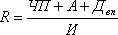 R = (ЧП + А + Двп) / И